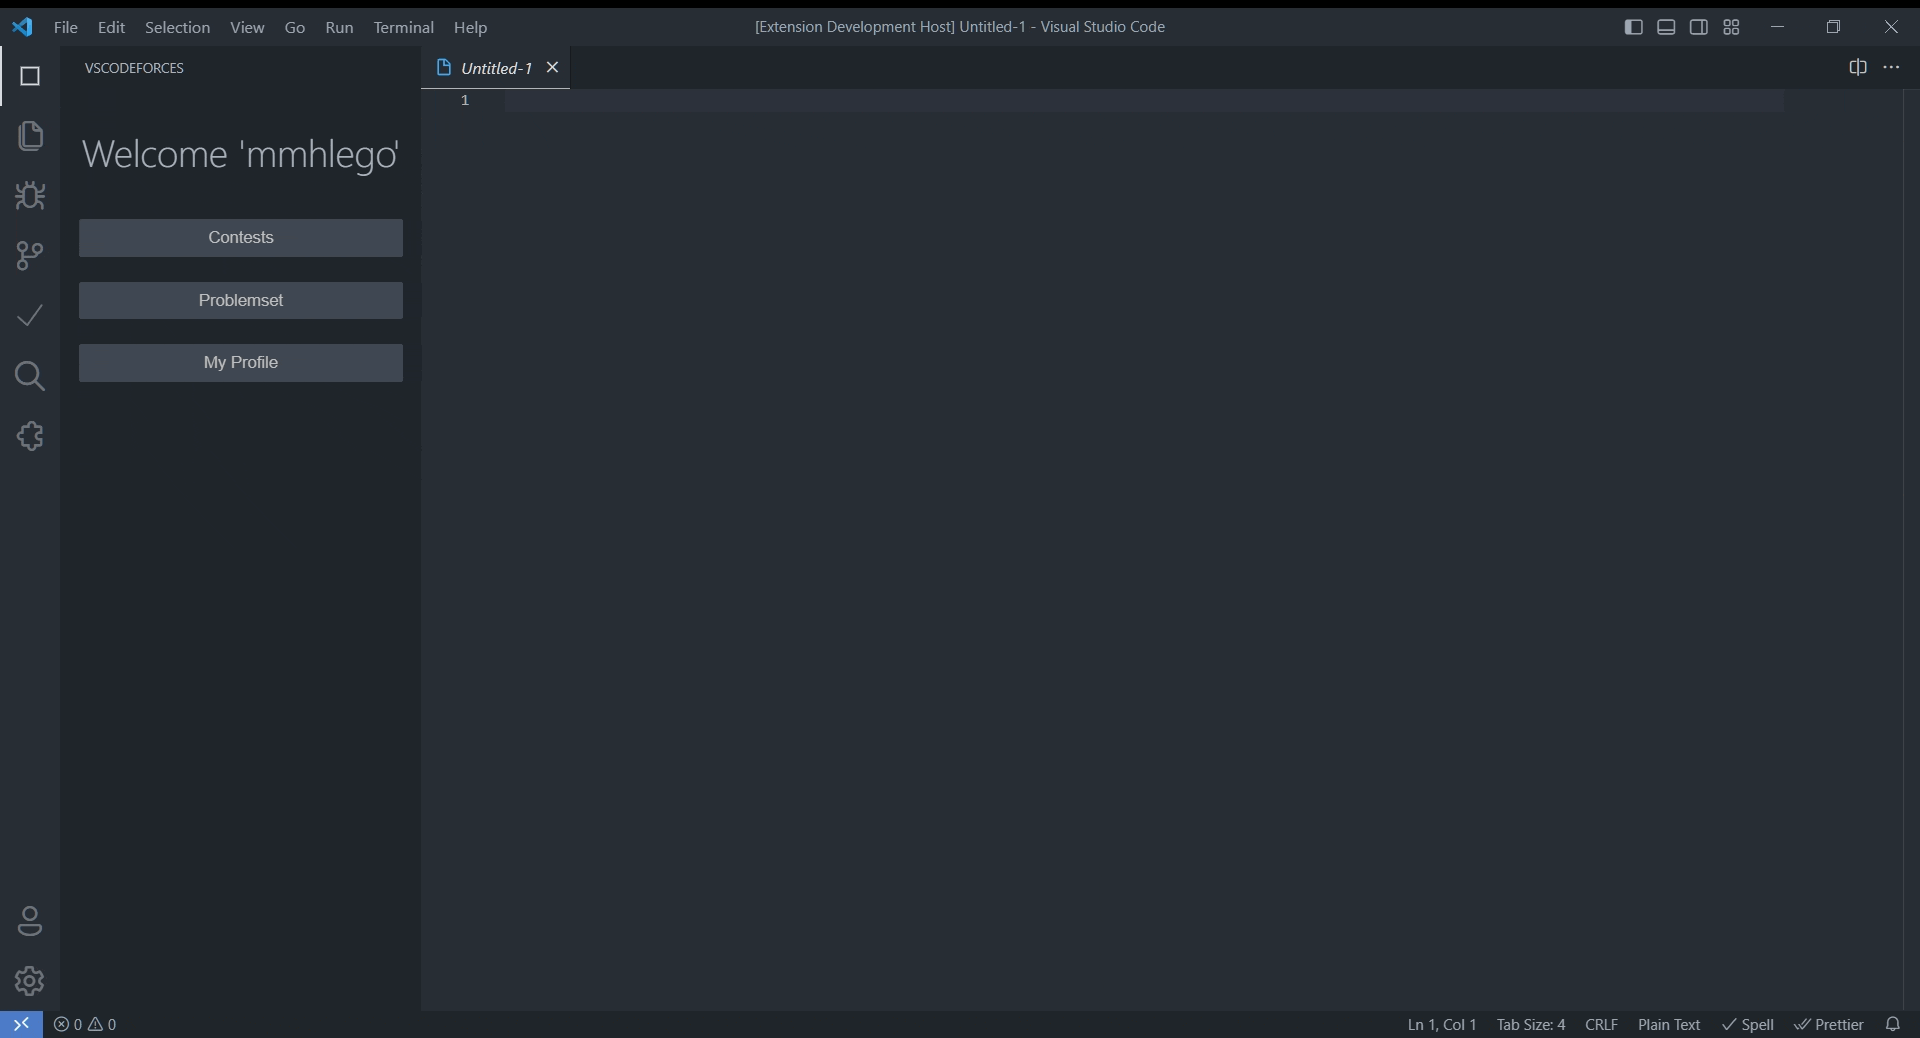 File Edit Selection View Go Run Terminal Help
[Extension Development Host] Untitled-1 - Visual Studio Code
VSCODEFORCES
Untitled-1
1
Welcome 'mmhlego'
Contests
Problemset
My Profile
0 0
Ln 1, Col 1 Tab Size: 4 CRLF Plain Text Spell Prettier